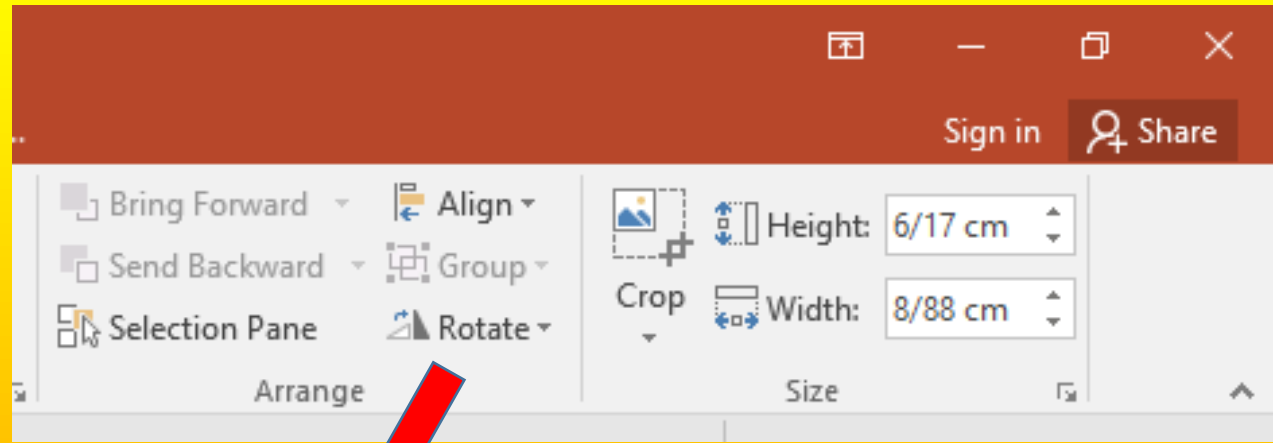 Sign in Share
..
Bring Forward Align
Send Backward Group
Selection Pane Rotate
Crop
Height: 6/17 cm
Width: 8/88 cm
Arrange Size